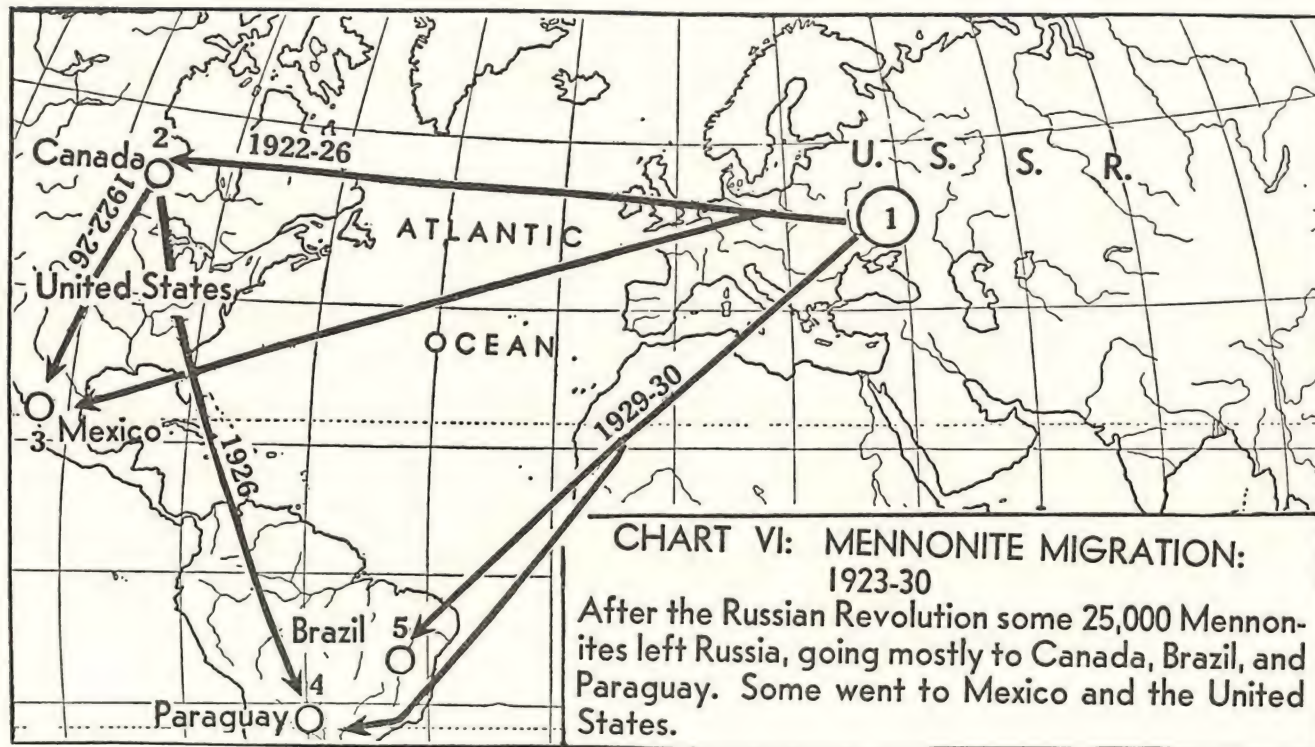 2
Canada
1922-26
U. S. S. R.
1
1922-26
ATLANTIC
United States
OCEAN
1929-30
3 Mexico
1926
Brazil 5
4
Paraguay
CHART VI: MENNONITE MIGRATION:
1923-30
After the Russian Revolution some 25,000 Mennon-
ites left Russia, going mostly to Canada, Brazil, and
Paraguay. Some went to Mexico and the United
States.